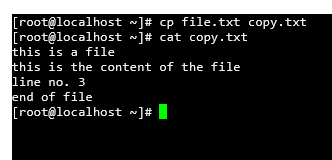 [root@localhost ~]# cp file.txt copy.txt
[root@localhost ~]# cat copy.txt
this is a file
this is the content of the file
line no. 3
end of file
[root@localhost ~]#